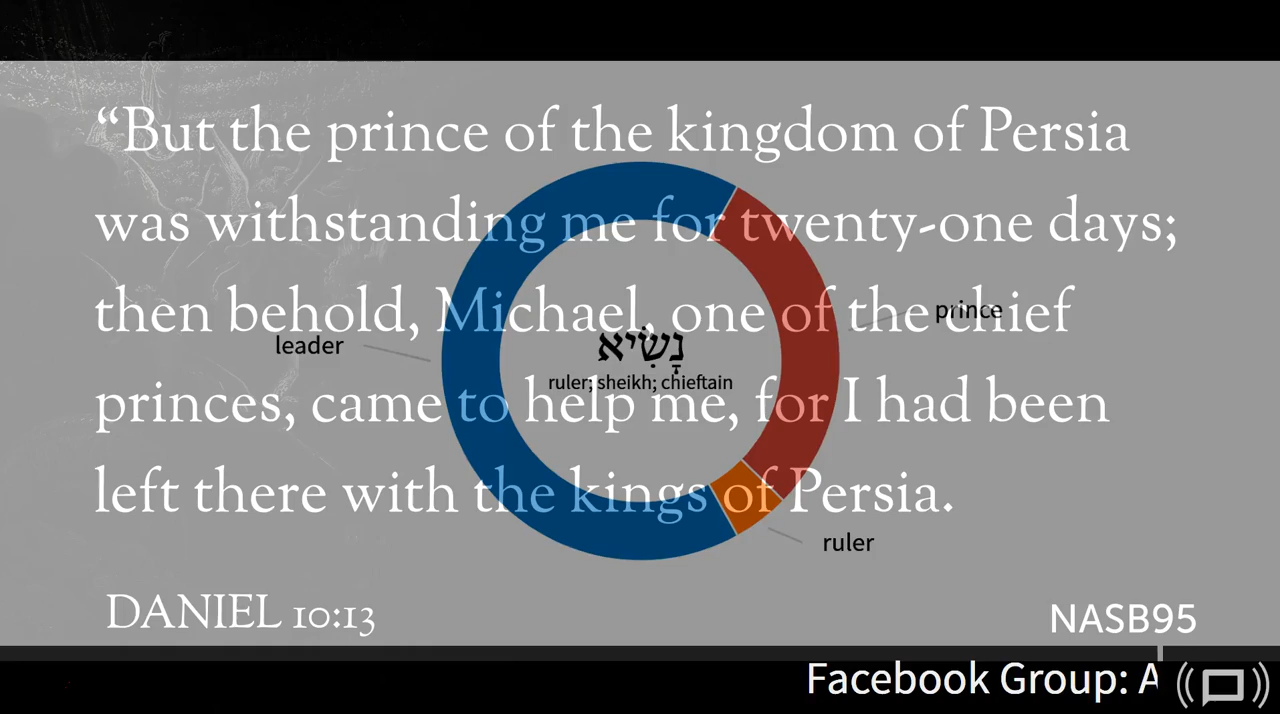 “But the prince of the kingdom of Persia
was withstanding me for twenty-one days;
then behold, Michael, one of the chief
princes, came to help me, for I had been
left there with the kings of Persia.
prince
leader
נָשִׂיא
ruler; sheikh; chieftain
ruler
DANIEL 10:13
NASB95
Facebook Group: A